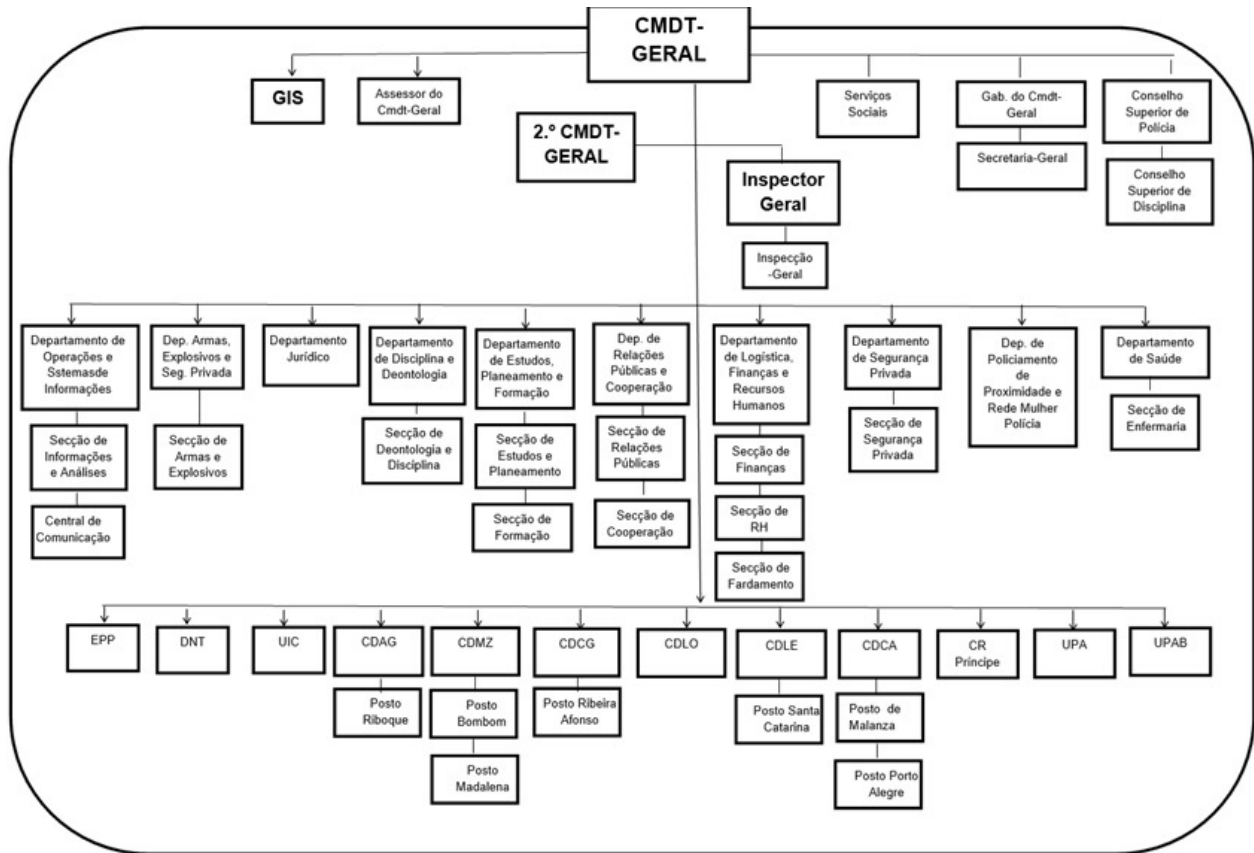 CMDT-
GERAL
GIS
Assessor do
Cmdt-Geral
Serviços
Sociais
Gab. do Cmdt-
Geral
Conselho
Superior de
Polícia
2.º CMDT-
GERAL
Secretaria-Geral
Inspector
Geral
Conselho
Superior de
Disciplina
Inspecção
-Geral
Departamento de
Operações e
Sstemasde
Informações
Dep. Armas,
Explosivos e
Seg. Privada
Departamento
Jurídico
Departamento
de Disciplina e
Deontologia
Departamento
de Estudos,
Planeamento e
Formação
Dep. de
Relações
Públicas e
Cooperação
Departamento
de Logística,
Finanças e
Recursos
Humanos
Departamento
de Segurança
Privada
Dep. de
Policiamento
de
Proximidade e
Rede Mulher
Polícia
Departamento
de Saúde
Secção de
Informações
e Análises
Secção de
Armas e
Explosivos
Secção de
Deontologia e
Disciplina
Secção de
Estudos e
Planeamento
Secção de
Relações
Públicas
Secção de
Finanças
Secção de
Segurança
Privada
Secção de
Enfermaria
Central de
Comunicação
Secção de
Formação
Secção de
Cooperação
Secção de
RH
Secção de
Fardamento
EPP
DNT
UIC
CDAG
CDMZ
CDCG
CDLO
CDLE
CDCA
CR
Príncipe
UPA
UPAB
Posto
Riboque
Posto
Bombom
Posto Ribeira
Afonso
Posto Santa
Catarina
Posto de
Malanza
Posto
Madalena
Posto Porto
Alegre